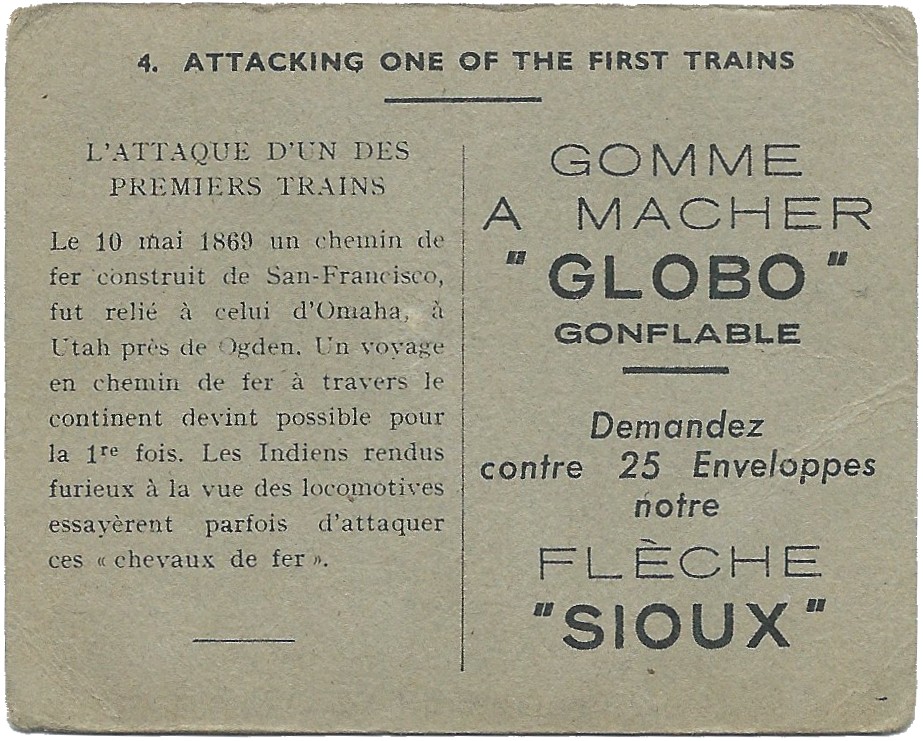 4. ATTACKING ONE OF THE FIRST TRAINS
L'ATTAQUE D'UN DES
PREMIERS TRAINS
Le 10 mai 1869 un chemin de
fer construit de San-Francisco,
fut relié à celui d'Omaha, à
Utah près de Ogden. Un voyage
en chemin de fer à travers le
continent devint possible pour
la 1re fois. Les Indiens rendus
furieux à la vue des locomotives
essayèrent parfois d'attaquer
ces « chevaux de fer ».
GOMME
A MACHER
"GLOBO"
GONFLABLE
Demandez
contre 25 Enveloppes
notre
FLÈCHE
"SIOUX"